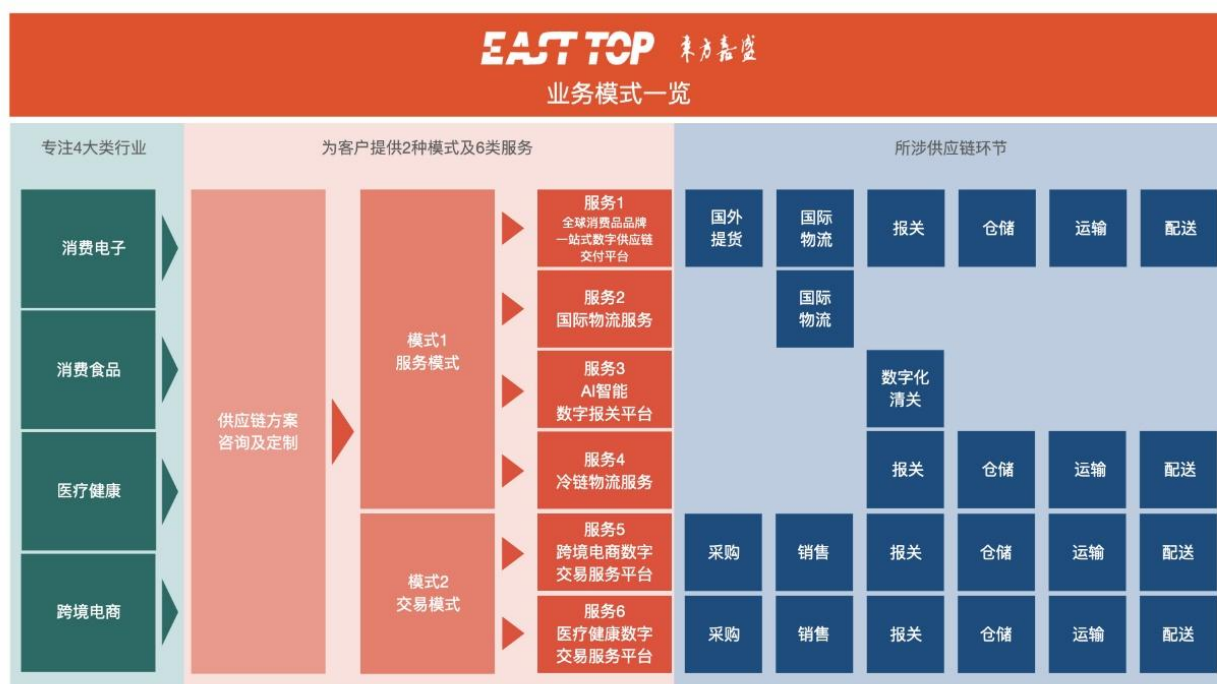 EAST TOP 東方嘉盛
业务模式一览
专注4大类行业
为客户提供2种模式及6类服务
所涉供应链环节
消费电子
消费食品
医疗健康
跨境电商
供应链方案
咨询及定制
模式1
服务模式
模式2
交易模式
服务1
全球消费品品牌
一站式数字供应链
交付平台
国外
提货
国际
物流
报关
仓储
运输
配送
服务2
国际物流服务
国际
物流
服务3
AI智能
数字报关平台
数字化
清关
服务4
冷链物流服务
报关
仓储
运输
配送
服务5
跨境电商数字
交易服务平台
采购
销售
报关
仓储
运输
配送
服务6
医疗健康数字
交易服务平台
采购
销售
报关
仓储
运输
配送